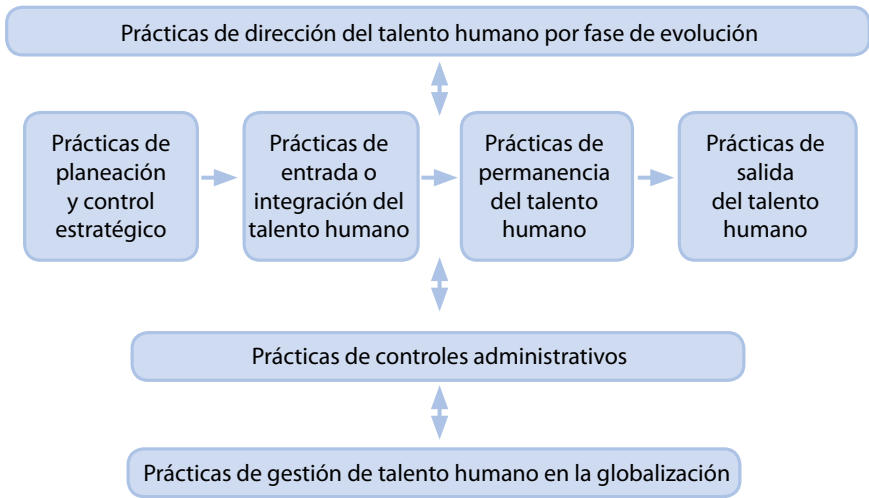 Prácticas de dirección del talento humano por fase de evolución
Prácticas de
planeación
y control
estratégico
Prácticas de
entrada o
integración del
talento humano
Prácticas de
permanencia
del talento
humano
Prácticas de
salida
del talento
humano
Prácticas de controles administrativos
Prácticas de gestión de talento humano en la globalización